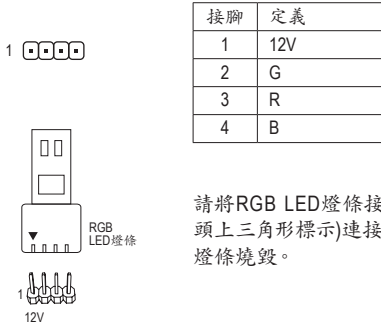 接腳 定義
1 12V
2 G
3 R
4 B
1
RGB
LED燈條
1
12V
請將RGB LED燈條接
頭上三角形標示)連接
燈條燒毀。